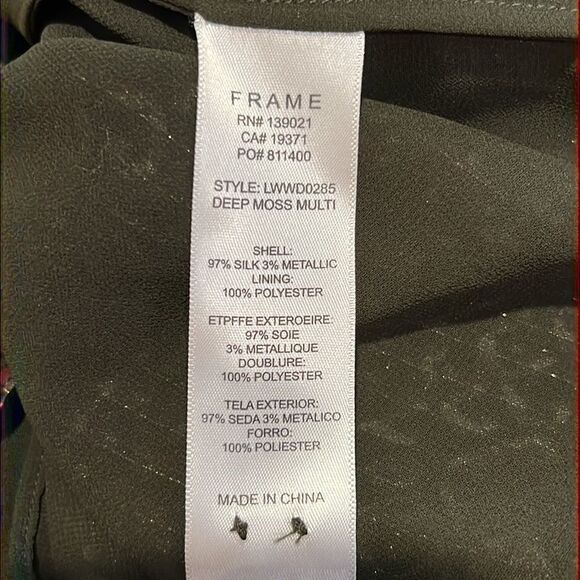 FRAME
RN# 139021
CA# 19371
PO# 811400
STYLE: LWWD0285
DEEP MOSS MULTI
SHELL:
97% SILK 3% METALLIC
LINING:
100% POLYESTER
ETPFFE EXTEROEIRE:
97% SOIE
3% METALLIQUE
DOUBLURE:
100% POLYESTER
TELA EXTERIOR:
97% SEDA 3% METALICO
FORRO:
100% POLIESTER
MADE IN CHINA